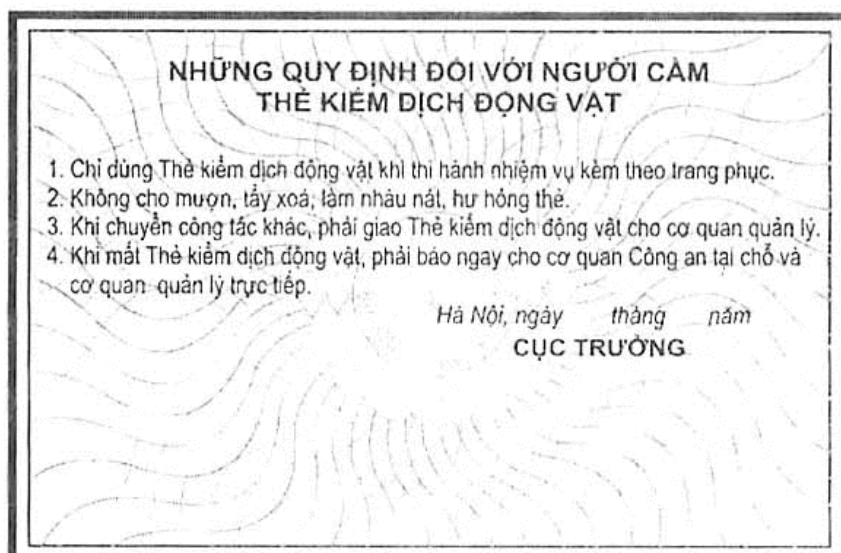 NHỮNG QUY ĐỊNH ĐỐI VỚI NGƯỜI CẦM
THẺ KIỂM DỊCH ĐỘNG VẬT
1. Chỉ dùng Thẻ kiểm dịch động vật khi thi hành nhiệm vụ kèm theo trang phục.
2. Không cho mượn, tẩy xoá, làm nhàu nát, hư hỏng thẻ.
3. Khi chuyển công tác khác, phải giao Thẻ kiểm dịch động vật cho cơ quan quản lý.
4. Khi mất Thẻ kiểm dịch động vật, phải báo ngay cho cơ quan Công an tại chỗ và
cơ quan quản lý trực tiếp.
Hà Nội, ngày tháng năm
CỤC TRƯỞNG